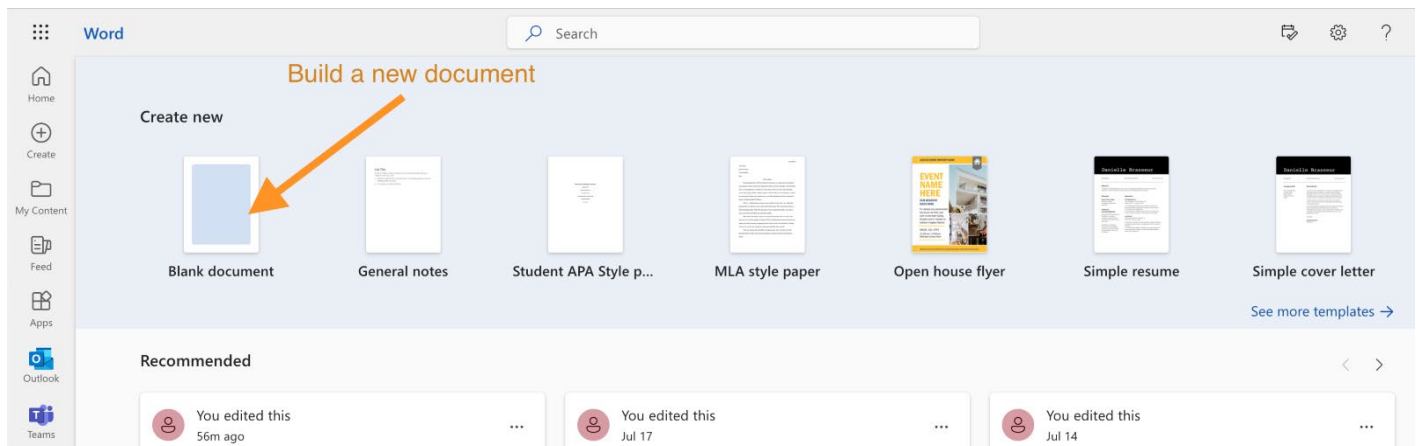 Word
Search
Build a new document
Home
Create
My Content
Feed
Apps
Outlook
Teams
Create new
EVENT
NAME
HERE
Danielle Brasseur
Danielle Brasseur
Blank document
General notes
Student APA Style p...
MLA style paper
Open house flyer
Simple resume
Simple cover letter
See more templates →
Recommended
You edited this
56m ago
You edited this
Jul 17
You edited this
Jul 14